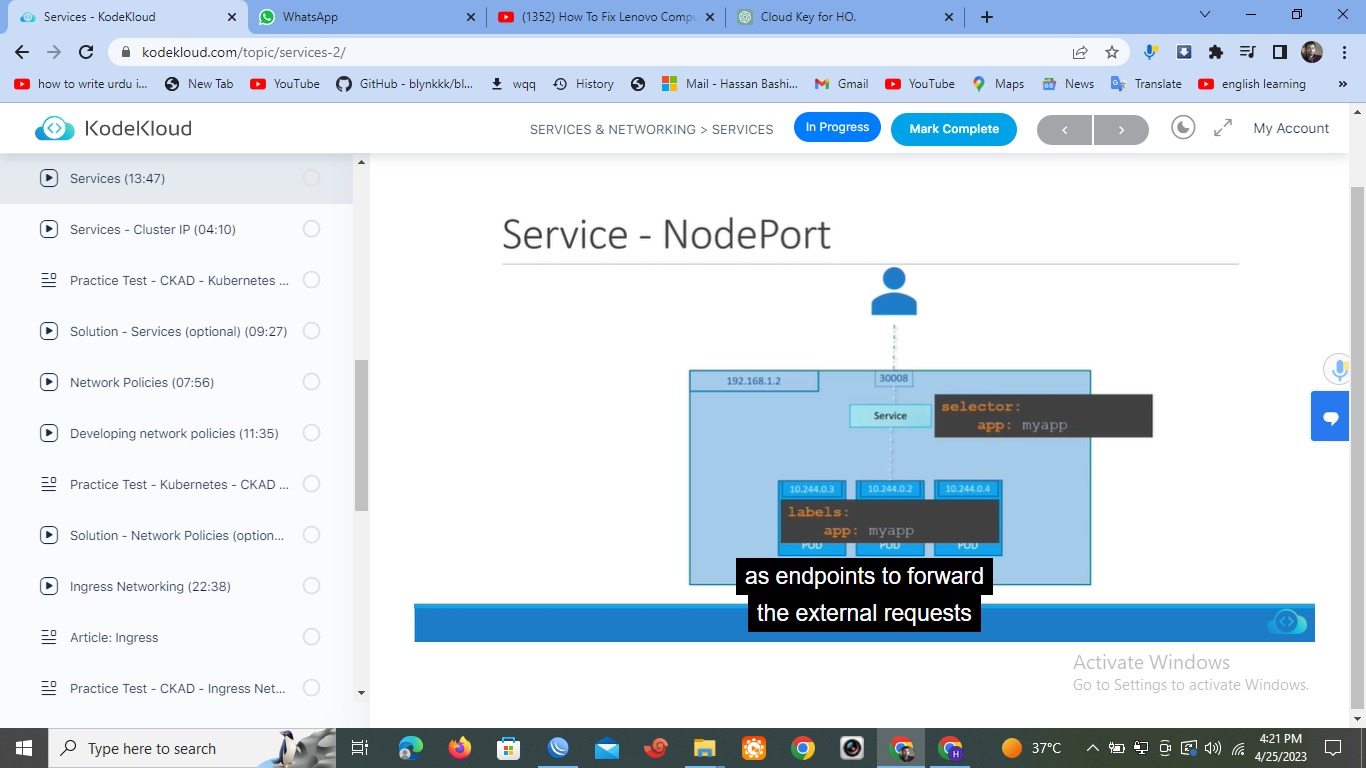 Services - KodeKloud
WhatsApp
(1352) How To Fix Lenovo Compu
Cloud Key for HO.
kodekloud.com/topic/services-2/
how to write urdu i...
New Tab
YouTube
GitHub - blynkkk/bl...
wqq
History
Mail - Hassan Bashi...
Gmail
YouTube
Maps
News
Translate
english learning
KodeKloud
SERVICES & NETWORKING > SERVICES
In Progress
Mark Complete
My Account
Services (13:47)
Services - Cluster IP (04:10)
Practice Test - CKAD - Kubernetes ...
Solution - Services (optional) (09:27)
Network Policies (07:56)
Developing network policies (11:35)
Practice Test - Kubernetes - CKAD ...
Solution - Network Policies (option...
Ingress Networking (22:38)
Article: Ingress
Practice Test - CKAD - Ingress Net...
Service - NodePort
192.168.1.2
30008
Service
selector:
app: myapp
10.244.0.3
10.244.0.2
10.244.0.4
labels:
app: myapp
POD
POD
POD
as endpoints to forward
the external requests
Activate Windows
Go to Settings to activate Windows.
Type here to search
37°C
4:21 PM
4/25/2023